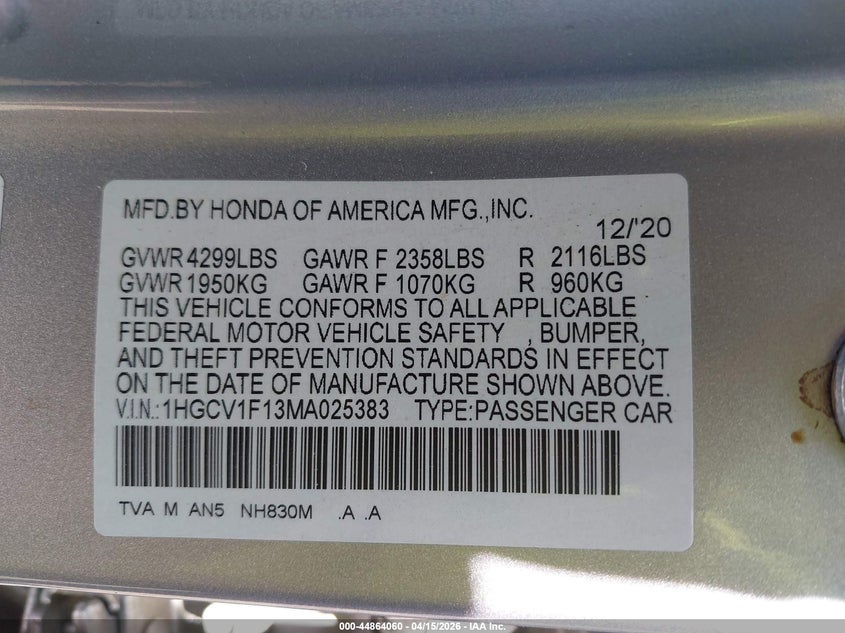 MFD.BY HONDA OF AMERICA MFG.,INC.
12/'20
GVWR 4299LBS GAWR F 2358LBS R 2116LBS
GVWR 1950KG GAWR F 1070KG R 960KG
THIS VEHICLE CONFORMS TO ALL APPLICABLE
FEDERAL MOTOR VEHICLE SAFETY , BUMPER,
AND THEFT PREVENTION STANDARDS IN EFFECT
ON THE DATE OF MANUFACTURE SHOWN ABOVE.
V.I.N.:1HGCV1F13MA025383 TYPE:PASSENGER CAR
TVA M AN5 NH830M .A .A
000-44864060 - 04/15/2026 - IAA Inc.